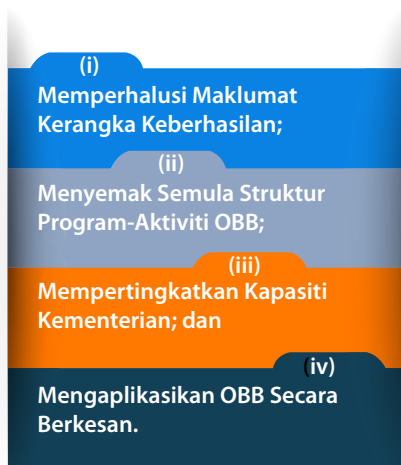 (i)
Memperhalusi Maklumat
Kerangka Keberhasilan;
(ii)
Menyemak Semula Struktur
Program-Aktiviti OBB;
(iii)
Mempertingkatkan Kapasiti
Kementerian; dan
(iv)
Mengaplikasikan OBB Secara
Berkesan.